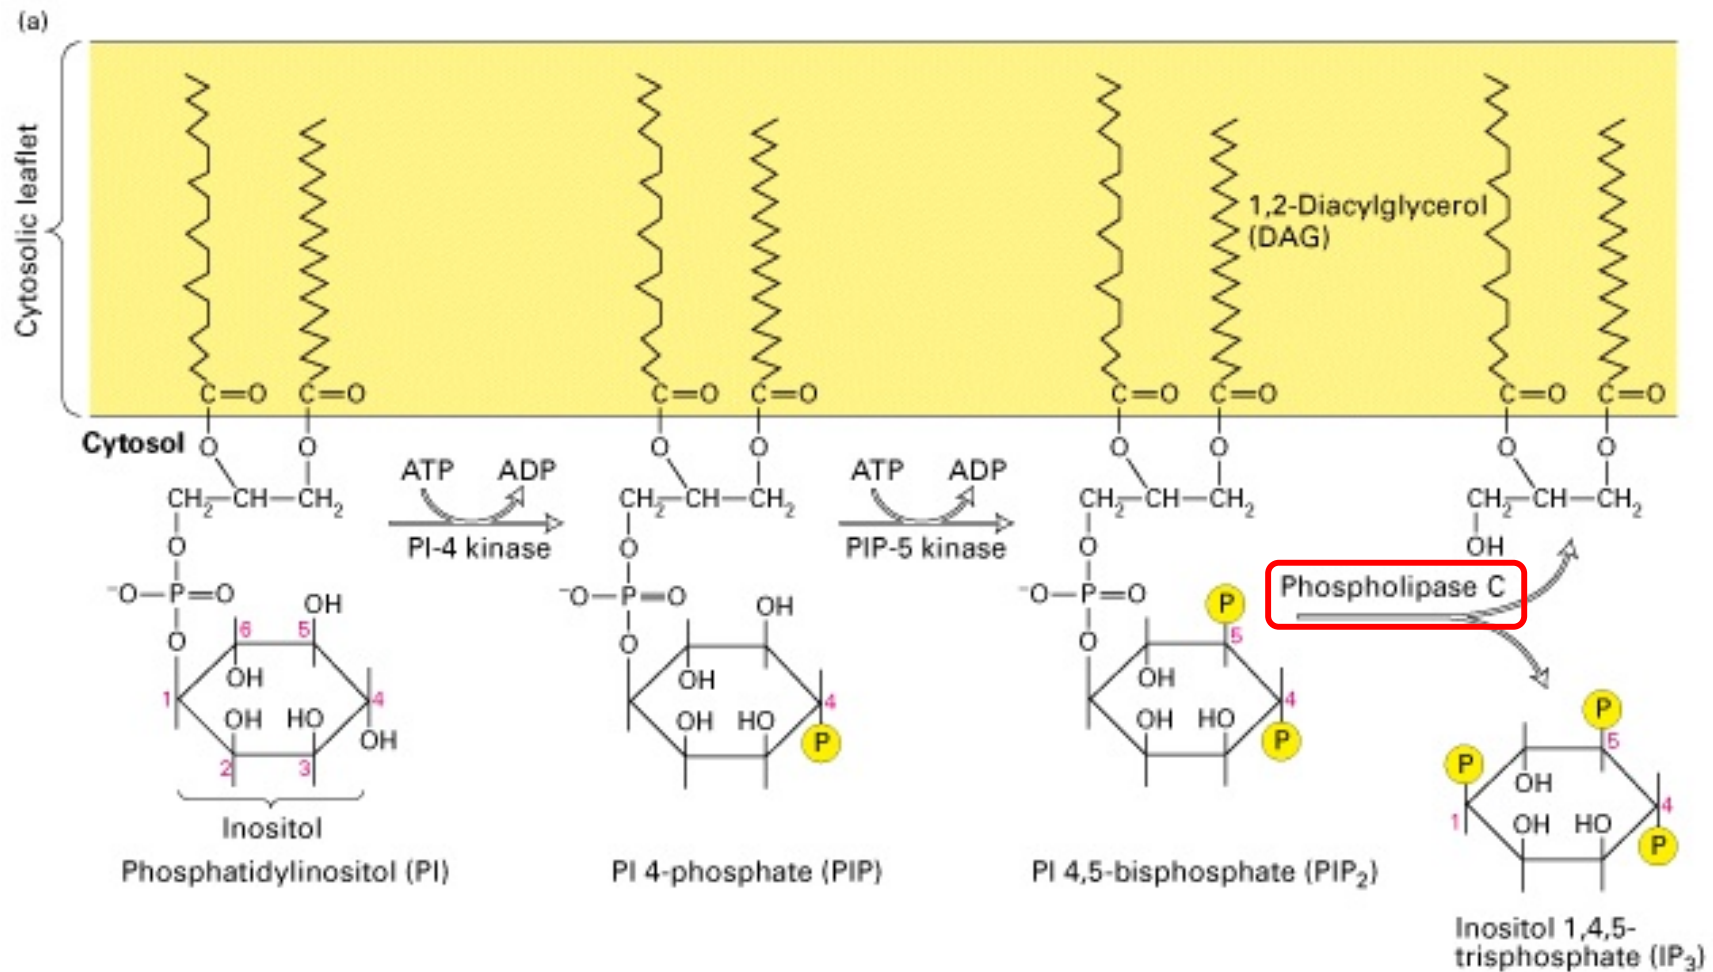 (a)
Cytosolic leaflet
1,2-Diacylglycerol
(DAG)
C=O C=O C=O C=O C=O C=O C=O C=O
Cytosol
O O O O O O O O
ATP ADP ATP ADP
CH2—CH—CH2 CH2—CH—CH2 CH2—CH—CH2 CH2—CH—CH2
PI-4 kinase PIP-5 kinase
O O O OH
Phospholipase C
⁻O—P=O ⁻O—P=O ⁻O—P=O
OH OH P
6 5 5
O O O
OH OH OH
1 4 4 4
OH HO OH HO OH HO
OH P P
2 3
P
5
P
OH
1 4
OH HO
P
Inositol
Phosphatidylinositol (PI) PI 4-phosphate (PIP) PI 4,5-bisphosphate (PIP2)
Inositol 1,4,5-
trisphosphate (IP3)